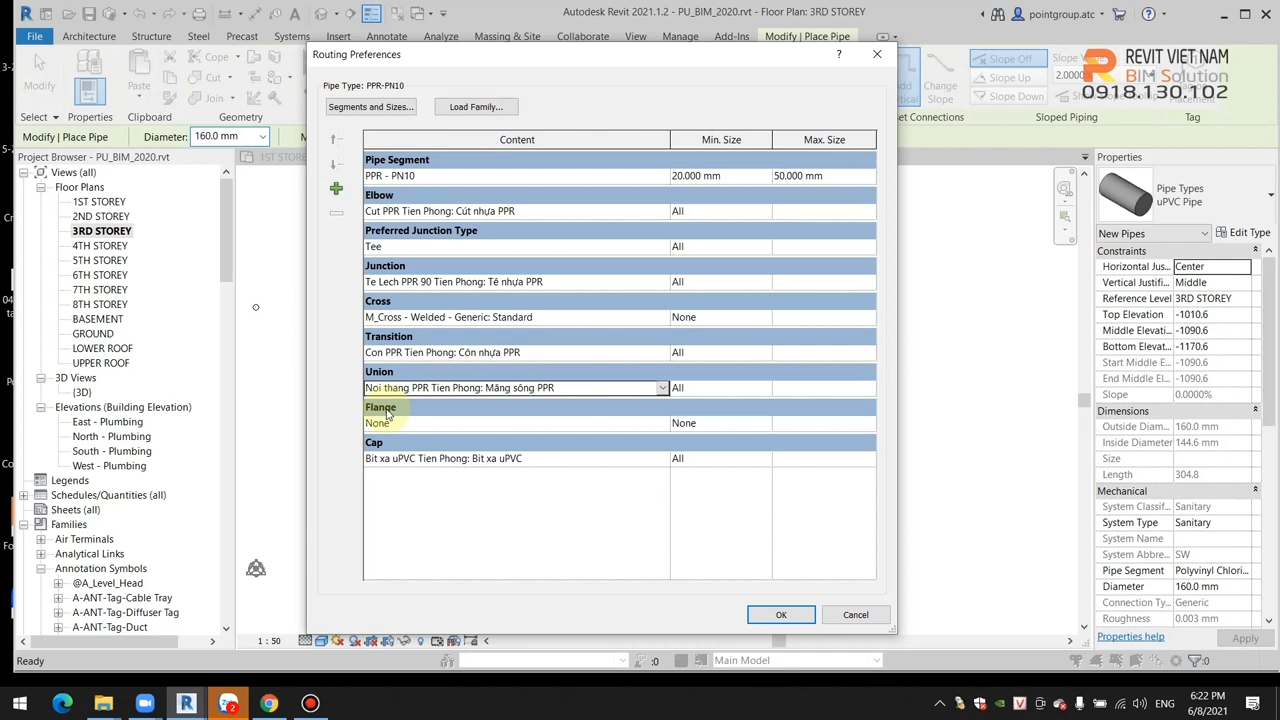 Autodesk Revit 2021.1.2 - PU_BIM_2020.rvt - Floor Plan: 3RD STOREY
pointgroup.atc
File Architecture Structure Steel Precast Systems Insert Annotate Analyze Massing & Site Collaborate View Manage Add-Ins Modify | Place Pipe
REVIT VIET NAM
BIM Solution
0918.130.102
Modify
Paste
Cope
Cut
Join
Change
Slope
Slope Off
Slope Up
Slope Down
2.0000
Select Properties Clipboard Geometry
Sloped Piping
Tag
Modify | Place Pipe
Diameter: 160.0 mm
Routing Preferences
Pipe Type: PPR-PN10
Segments and Sizes...
Load Family...
Content Min. Size Max. Size
Pipe Segment
PPR - PN10 20.000 mm 50.000 mm
Elbow
Cut PPR Tien Phong: Cút nhựa PPR All
Preferred Junction Type
Tee All
Junction
Te Lech PPR 90 Tien Phong: Tê nhựa PPR All
Cross
M_Cross - Welded - Generic: Standard None
Transition
Con PPR Tien Phong: Côn nhựa PPR All
Union
Noi thang PPR Tien Phong: Măng sông PPR All
Flange
None None
Cap
Bit xa uPVC Tien Phong: Bit xa uPVC All
OK
Cancel
Project Browser - PU_BIM_2020.rvt
Views (all)
Floor Plans
1ST STOREY
2ND STOREY
3RD STOREY
4TH STOREY
5TH STOREY
6TH STOREY
7TH STOREY
8TH STOREY
BASEMENT
GROUND
LOWER ROOF
UPPER ROOF
3D Views
{3D}
Elevations (Building Elevation)
East - Plumbing
North - Plumbing
South - Plumbing
West - Plumbing
Legends
Schedules/Quantities (all)
Sheets (all)
Families
Air Terminals
Analytical Links
Annotation Symbols
@A_Level_Head
A-ANT-Tag-Cable Tray
A-ANT-Tag-Diffuser Tag
A-ANT-Tag-Duct
Properties
Pipe Types
uPVC Pipe
New Pipes Edit Type
Constraints
Horizontal Jus... Center
Vertical Justifi... Middle
Reference Level 3RD STOREY
Top Elevation -1010.6
Middle Elevati... -1090.6
Bottom Elevat... -1170.6
Start Middle E...
End Middle El...
Slope 0.0000%
Dimensions
Outside Diam... 160.0 mm
Inside Diameter 144.6 mm
Size
Length 304.8
Mechanical
System Classif... Sanitary
System Type Sanitary
System Name
System Abbre... SW
Pipe Segment Polyvinyl Chlori...
Diameter 160.0 mm
Connection Ty... Generic
Roughness 0.003 mm
Properties help
Apply
1 : 50
Ready
:0
Main Model
:0
ENG
6:22 PM
6/8/2021